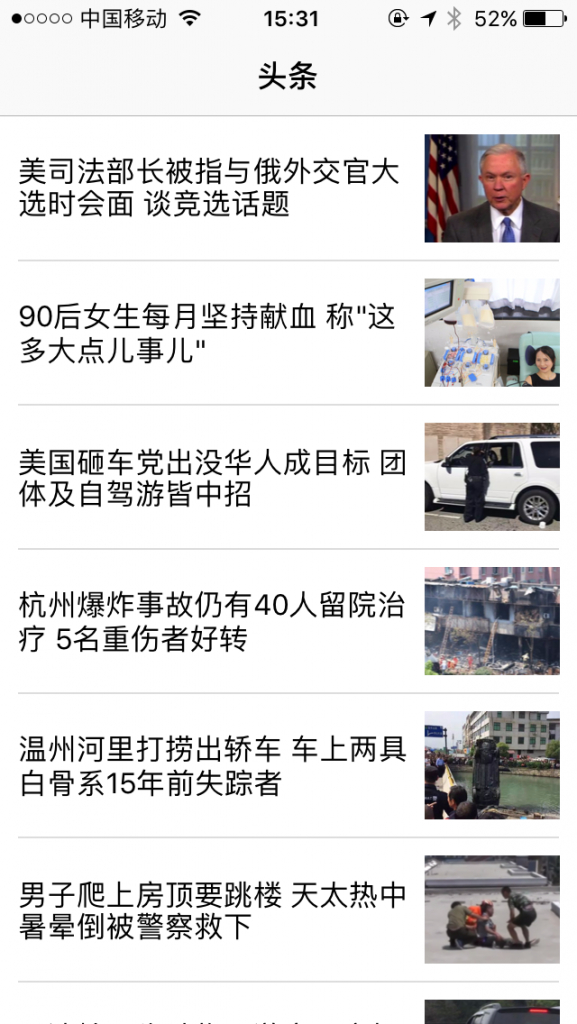 中国移动 15:31 52%
头条
美司法部长被指与俄外交官大
选时会面 谈竞选话题
90后女生每月坚持献血 称"这
多大点儿事儿"
美国砸车党出没华人成目标 团
体及自驾游皆中招
杭州爆炸事故仍有40人留院治
疗 5名重伤者好转
温州河里打捞出轿车 车上两具
白骨系15年前失踪者
男子爬上房顶要跳楼 天太热中
暑晕倒被警察救下